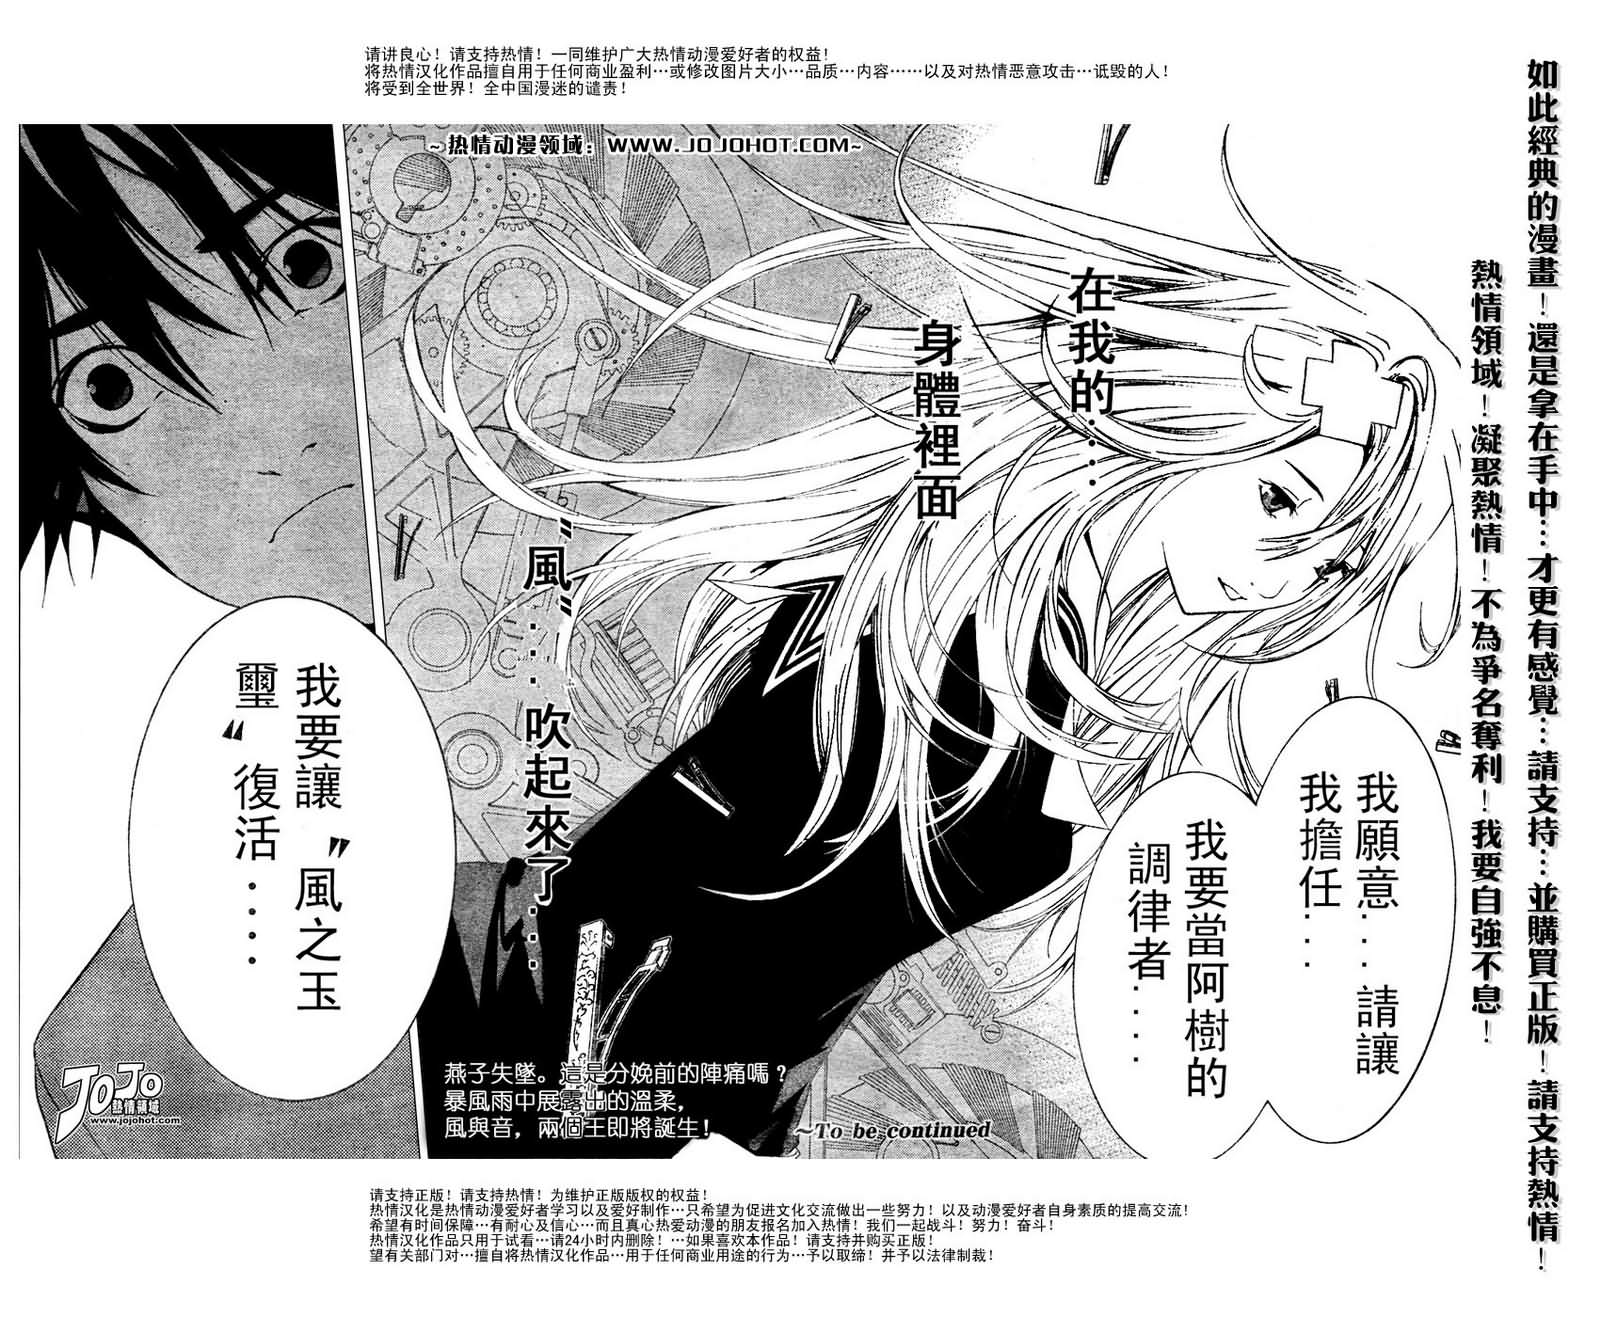 请讲良心！请支持热情！一同维护广大热情动漫爱好者的权益！
将热情汉化作品擅自用于任何商业盈利…或修改图片大小…品质…内容……以及对热情恶意攻击…诋毁的人！
将受到全世界！全中国漫迷的谴责！
如此經典的漫畫！還是拿在手中…才更有感覺…請支持…並購買正版！請支持熱情！
熱情領域！凝聚熱情！不為爭名奪利！我要自強不息！
~热情动漫领域：WWW.JOJOHOT.COM~
在我的……
身體裡面
〝風〞……吹起來了……
我願意…請讓
我擔任……
我要當阿樹的
調律者……
我要讓〝風之玉
璽〞復活……
燕子失墜。這是分娩前的陣痛嗎？
暴風雨中展露出的溫柔，
風與音，兩個王即將誕生！
~To be continued
JOJO
熱情領域
www.jojohot.com
请支持正版！请支持热情！为维护正版版权的权益！
热情汉化是热情动漫爱好者学习以及爱好制作…只希望为促进文化交流做出一些努力！以及动漫爱好者自身素质的提高交流！
希望有时间保障…有耐心及信心…而且真心热爱动漫的朋友报名加入热情！我们一起战斗！努力！奋斗！
热情汉化作品只用于试看…请24小时内删除！…如果喜欢本作品！请支持并购买正版！
望有关部门对…擅自将热情汉化作品…用于任何商业用途的行为…予以取缔！并予以法律制裁！